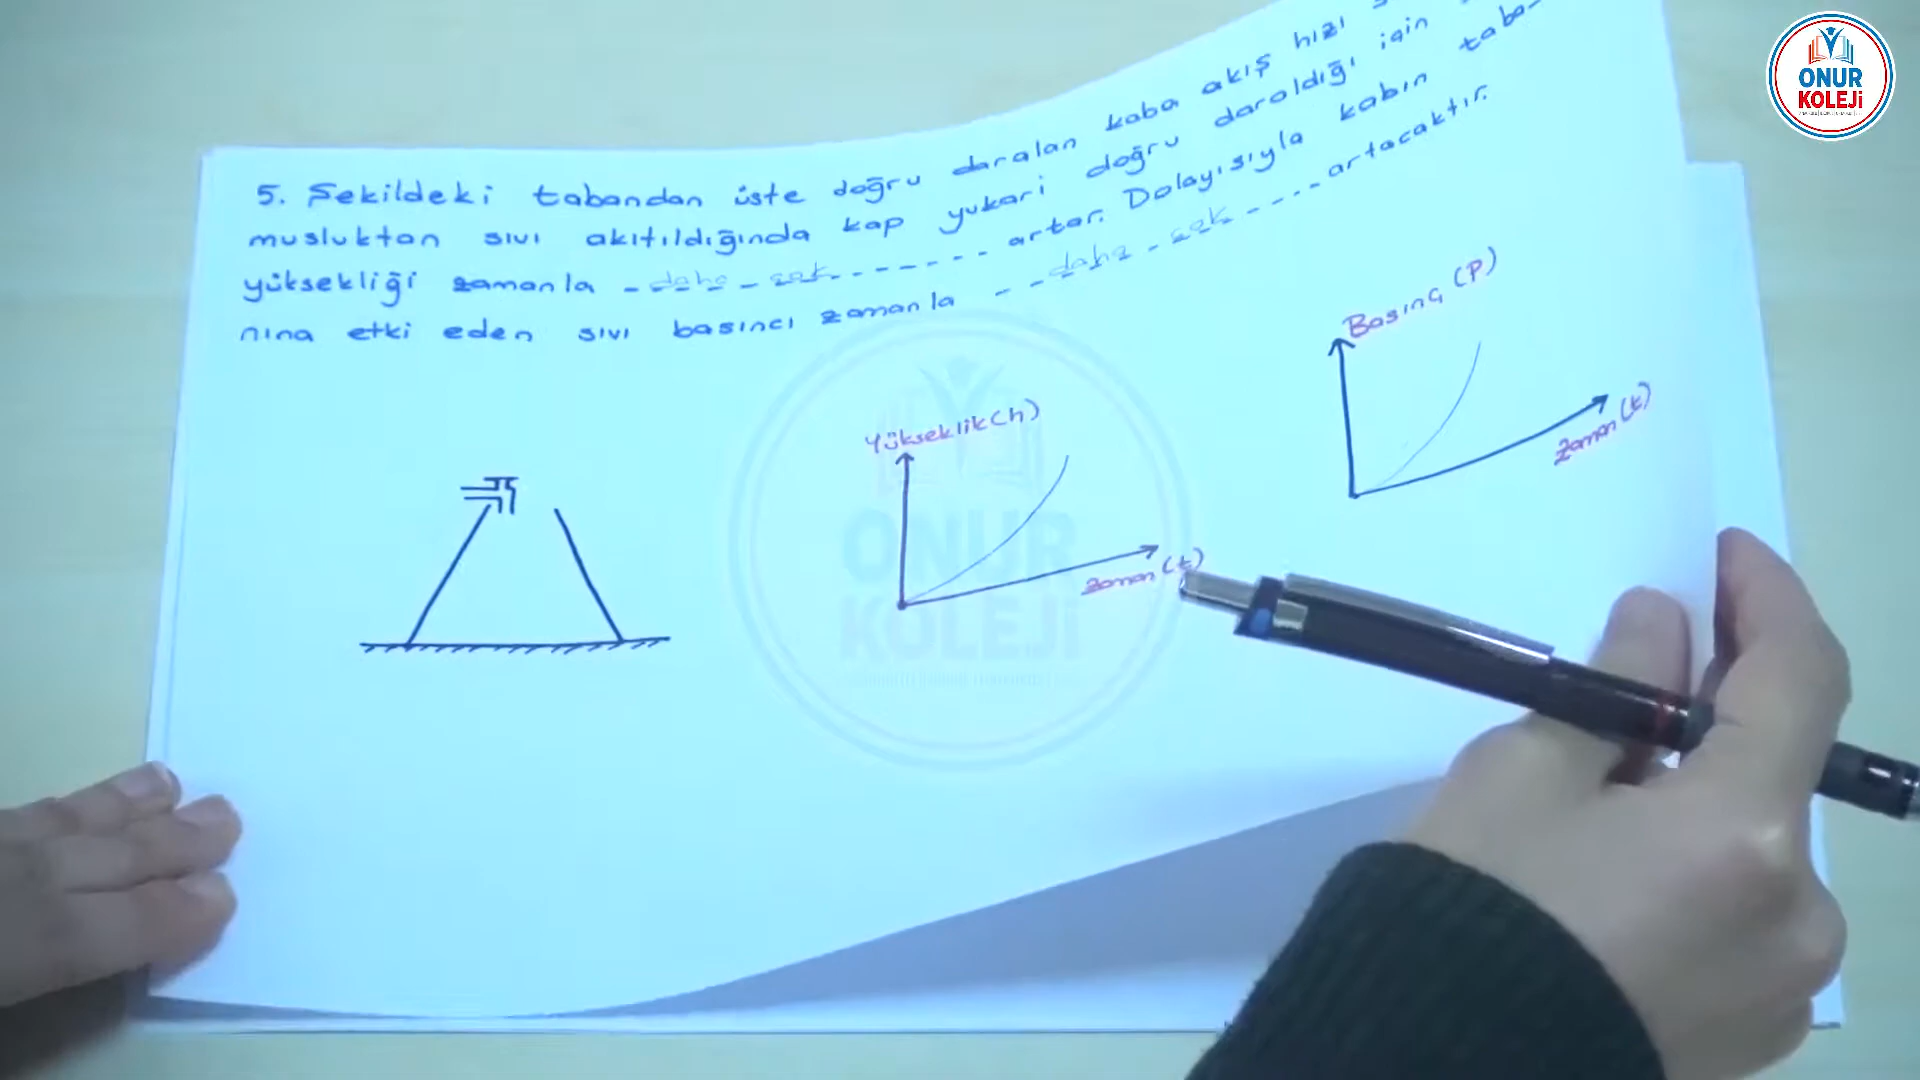 5. Şekildeki tabandan üste doğru daralan kaba akış hızı
musluktan sıvı akıtıldığında kap yukarı doğru daraldığı için
yüksekliği zamanla daha çok artar. Dolayısıyla kabın taba-
nına etki eden sıvı basıncı zamanla daha çok artacaktır.
Yükseklik (h)
Zaman (t)
Basınç (P)
Zaman (t)
ONUR
KOLEJİ
ONUR
KOLEJİ